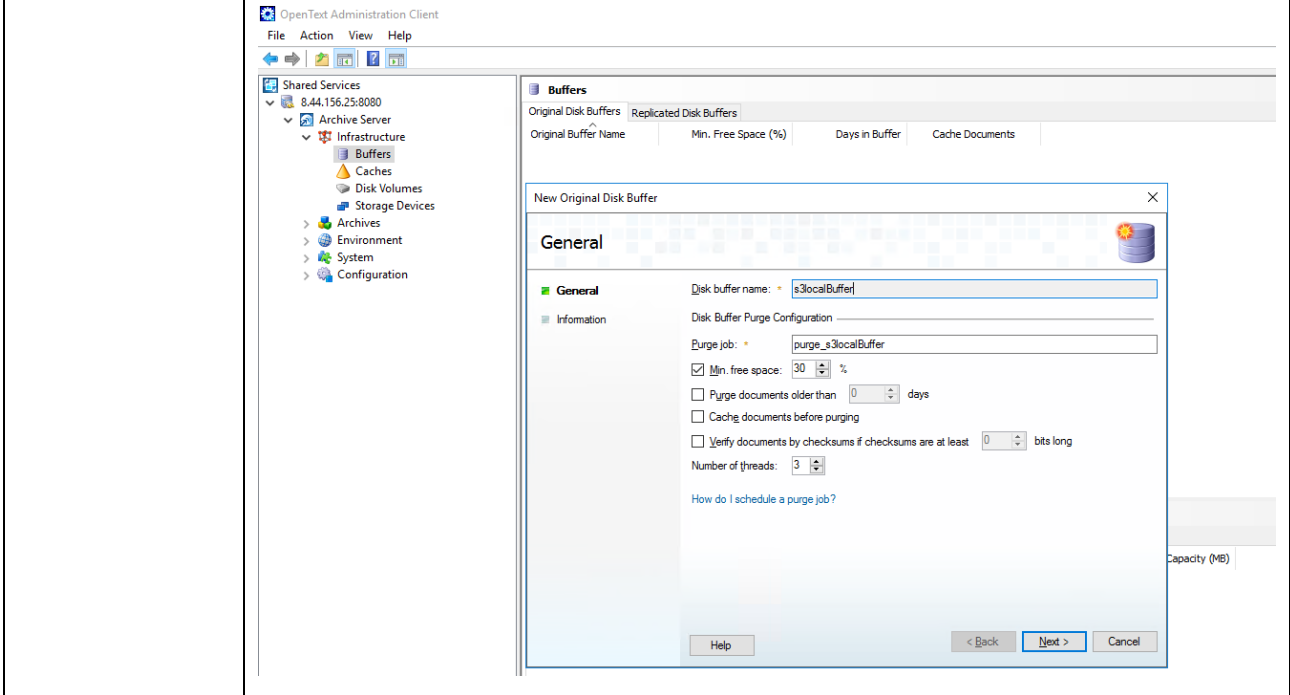 OpenText Administration Client
File Action View Help
Shared Services
8.44.156.25:8080
Archive Server
Infrastructure
Buffers
Caches
Disk Volumes
Storage Devices
Archives
Environment
System
Configuration
Buffers
Original Disk Buffers Replicated Disk Buffers
Original Buffer Name Min. Free Space (%) Days in Buffer Cache Documents
New Original Disk Buffer
General
General
Information
Disk buffer name: * s3localBuffer
Disk Buffer Purge Configuration
Purge job: * purge_s3localBuffer
Min. free space: 30 %
Purge documents older than 0 days
Cache documents before purging
Verify documents by checksums if checksums are at least 0 bits long
Number of threads: 3
How do I schedule a purge job?
Capacity (MB)
Help < Back Next > Cancel